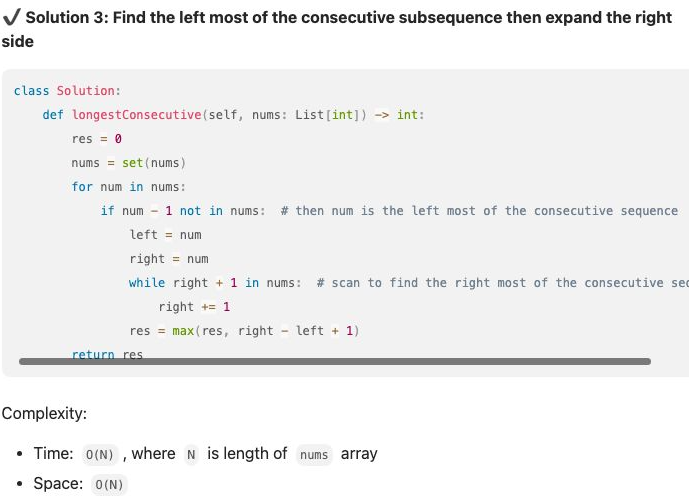 ✔️ Solution 3: Find the left most of the consecutive subsequence then expand the right
side
class Solution:
    def longestConsecutive(self, nums: List[int]) -> int:
        res = 0
        nums = set(nums)
        for num in nums:
            if num - 1 not in nums:  # then num is the left most of the consecutive sequence
                left = num
                right = num
                while right + 1 in nums:  # scan to find the right most of the consecutive
                    right += 1
                res = max(res, right - left + 1)
        return res
Complexity:
• Time: O(N) , where N is length of nums array
• Space: O(N)